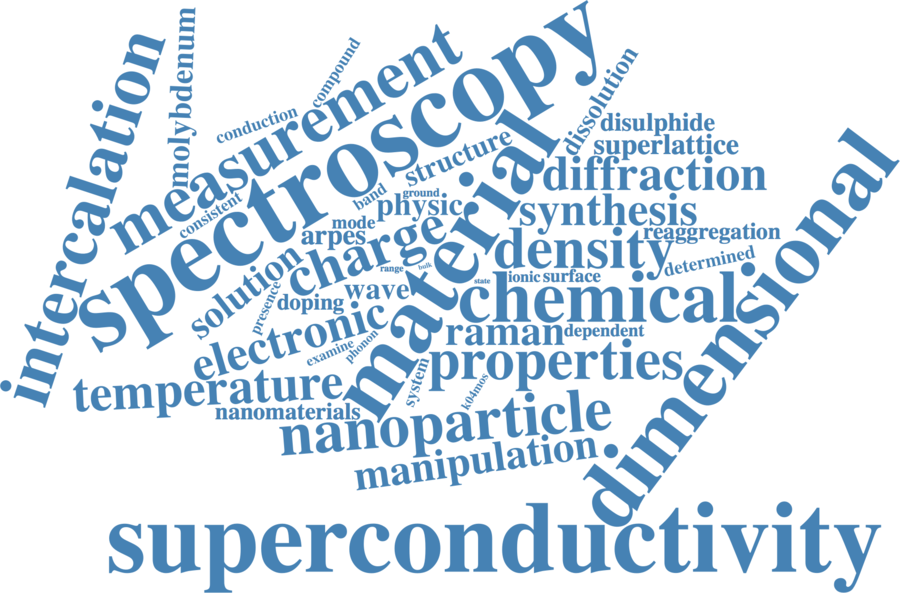 intercalation
molybdenum
compound
conduction
measurement
spectroscopy
dissolution
disulphide
superlattice
structure
diffraction
band
ground
consistent
physic
synthesis
mode
arpes
charge
material
density
reaggregation
determined
dimensional
solution
range
bulk
state
ionic
surface
presence
doping
wave
chemical
electronic
raman
dependent
examine
phonon
properties
temperature
system
k04mos
nanomaterials
nanoparticle
manipulation
superconductivity